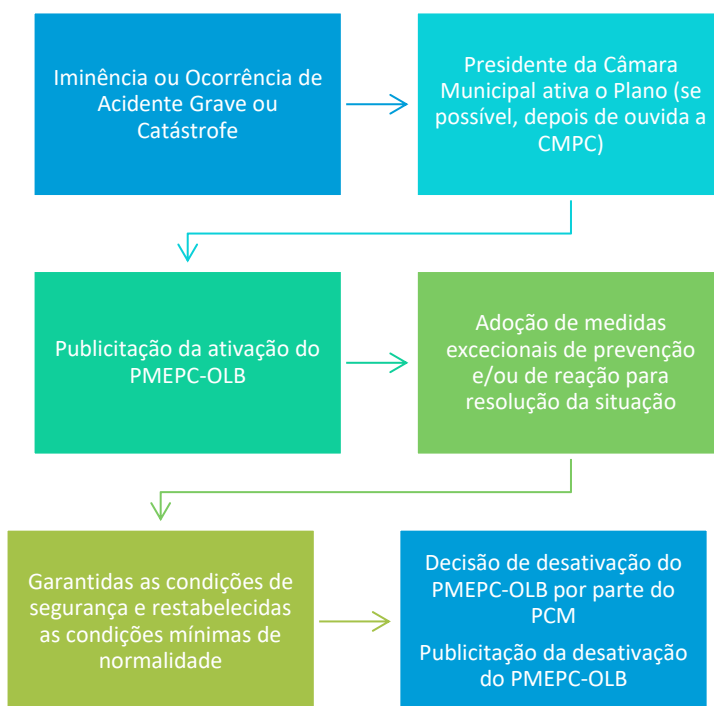 Iminência ou Ocorrência de
Acidente Grave ou
Catástrofe
Presidente da Câmara
Municipal ativa o Plano (se
possível, depois de ouvida a
CMPC)
Publicitação da ativação do
PMEPC-OLB
Adoção de medidas
excecionais de prevenção
e/ou de reação para
resolução da situação
Garantidas as condições de
segurança e restabelecidas
as condições mínimas de
normalidade
Decisão de desativação do
PMEPC-OLB por parte do
PCM
Publicitação da desativação
do PMEPC-OLB